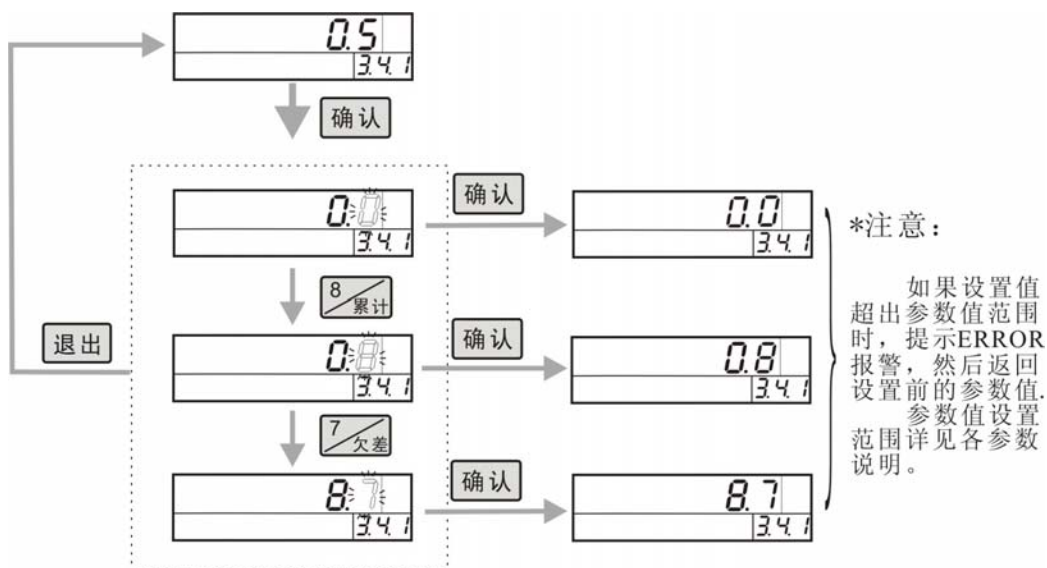 0.5
3.4.1
确认
0.0
3.4.1
确认
0.0
3.4.1
8
累计
退出
0.8
3.4.1
确认
0.8
3.4.1
7
欠差
8.7
3.4.1
确认
8.7
3.4.1
*注意：
如果设置值
超出参数值范围
时，提示ERROR
报警，然后返回
设置前的参数值.
参数值设置
范围详见各参数
说明。